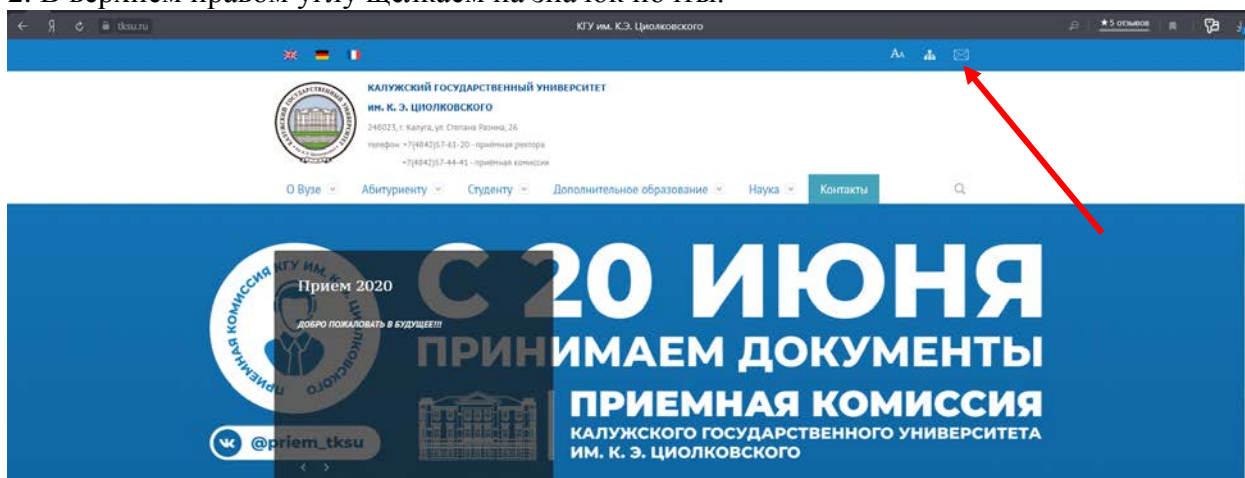 2. В верхнем правом углу щелкаем на значок почты.
Я tksu.ru КГУ им. К.Э. Циолковского ★5 отзывов
АА
КАЛУЖСКИЙ ГОСУДАРСТВЕННЫЙ УНИВЕРСИТЕТ
им. К. Э. ЦИОЛКОВСКОГО
248023, г. Калуга, ул. Степана Разина, 26
телефон: +7(4842)57-61-20 - приёмная ректора
+7(4842)57-44-41 - приёмная комиссия
О Вузе Абитуриенту Студенту Дополнительное образование Наука Контакты
ПРИЕМНАЯ КОМИССИЯ КГУ ИМ. К. Э. ЦИОЛКОВСКОГО
Прием 2020
ДОБРО ПОЖАЛОВАТЬ В БУДУЩЕЕ!!!
С 20 ИЮНЯ
ПРИНИМАЕМ ДОКУМЕНТЫ
ПРИЕМНАЯ КОМИССИЯ
КАЛУЖСКОГО ГОСУДАРСТВЕННОГО УНИВЕРСИТЕТА
ИМ. К. Э. ЦИОЛКОВСКОГО
@priem_tksu